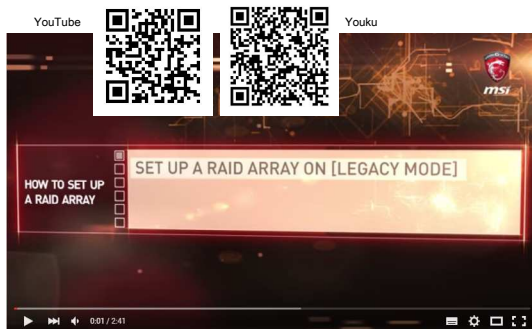 YouTube
Youku
msi
SET UP A RAID ARRAY ON [LEGACY MODE]
HOW TO SET UP
A RAID ARRAY
0:01 / 2:41